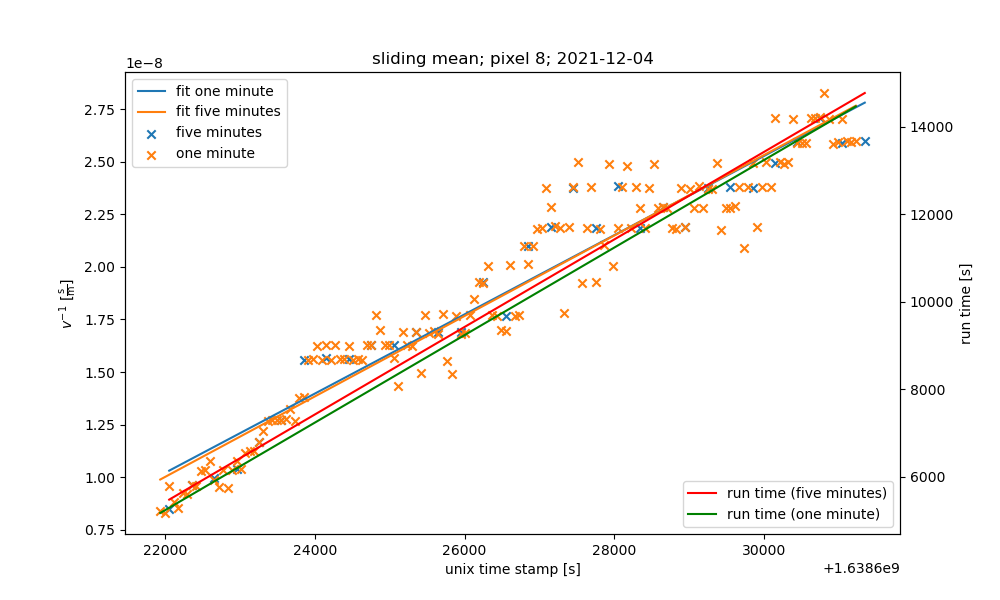 sliding mean; pixel 8; 2021-12-04
1e−8
fit one minute
fit five minutes
five minutes
one minute
2.75
2.50
2.25
2.00
1.75
1.50
1.25
1.00
0.75
v⁻¹ [s/m]
14000
12000
10000
8000
6000
run time [s]
run time (five minutes)
run time (one minute)
22000 24000 26000 28000 30000
unix time stamp [s]
+1.6386e9